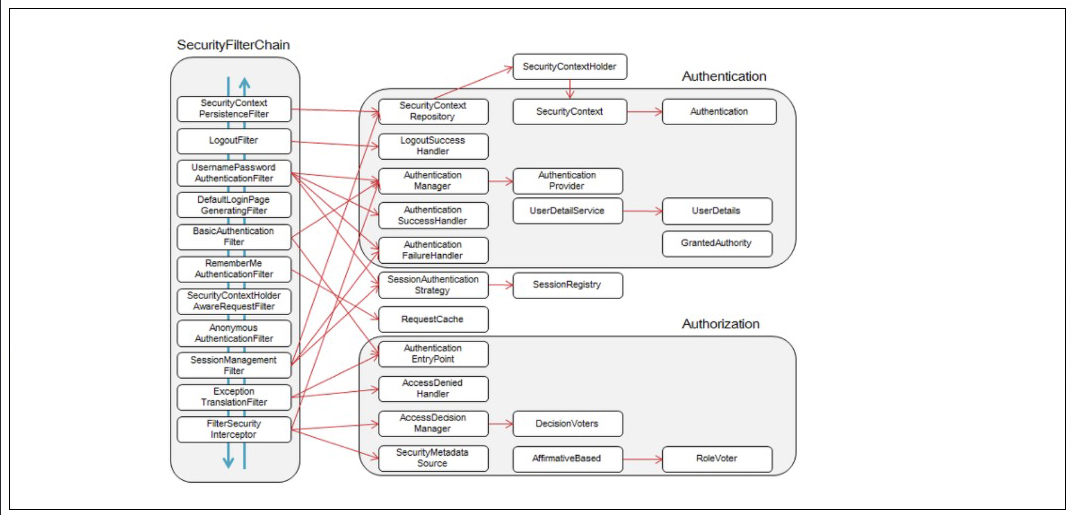 SecurityFilterChain
SecurityContext
PersistenceFilter
LogoutFilter
UsernamePassword
AuthenticationFilter
DefaultLoginPage
GeneratingFilter
BasicAuthentication
Filter
RememberMe
AuthenticationFilter
SecurityContextHolder
AwareRequestFilter
Anonymous
AuthenticationFilter
SessionManagement
Filter
Exception
TranslationFilter
FilterSecurity
Interceptor
SecurityContextHolder
Authentication
SecurityContext
Repository
SecurityContext
Authentication
LogoutSuccess
Handler
Authentication
Manager
Authentication
Provider
Authentication
SuccessHandler
UserDetailService
UserDetails
Authentication
FailureHandler
GrantedAuthority
SessionAuthentication
Strategy
SessionRegistry
RequestCache
Authorization
Authentication
EntryPoint
AccessDenied
Handler
AccessDecision
Manager
DecisionVoters
SecurityMetadata
Source
AffirmativeBased
RoleVoter